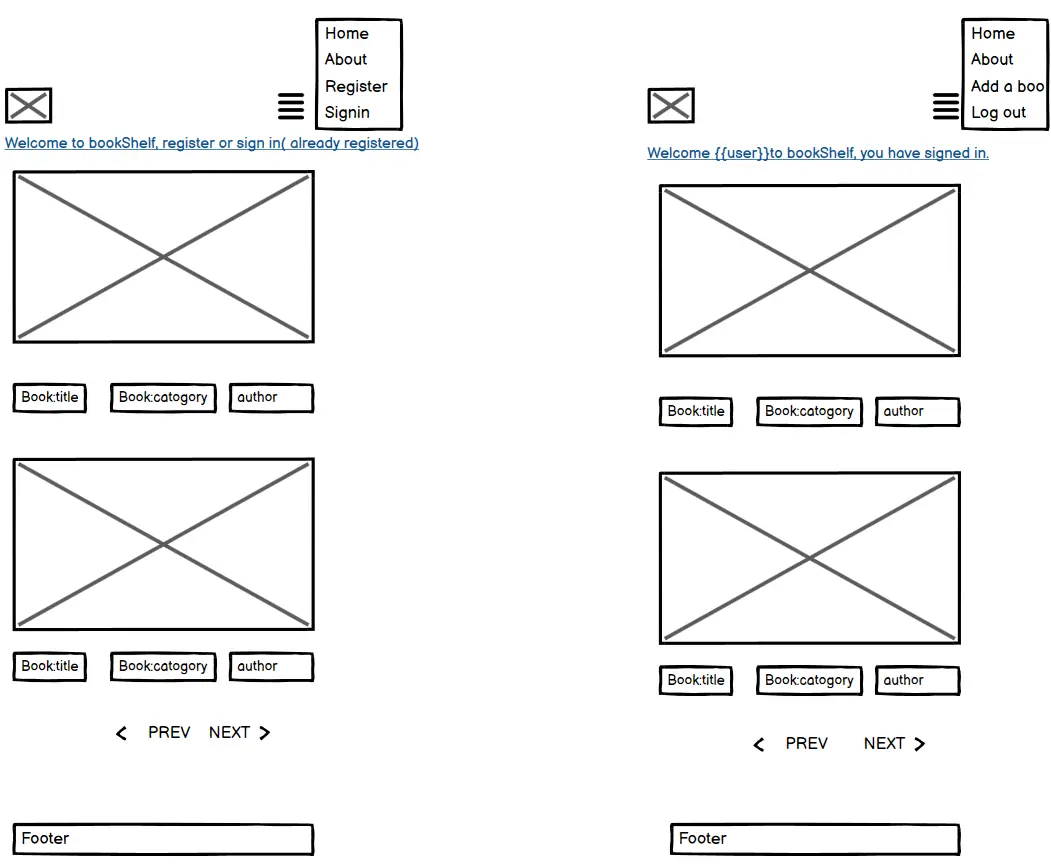 Home
About
Register
Signin
Welcome to bookShelf, register or sign in( already registered)
Book:title
Book:catogory
author
Book:title
Book:catogory
author
PREV
NEXT
Footer
Home
About
Add a boo
Log out
Welcome {{user}}to bookShelf, you have signed in.
Book:title
Book:catogory
author
Book:title
Book:catogory
author
PREV
NEXT
Footer